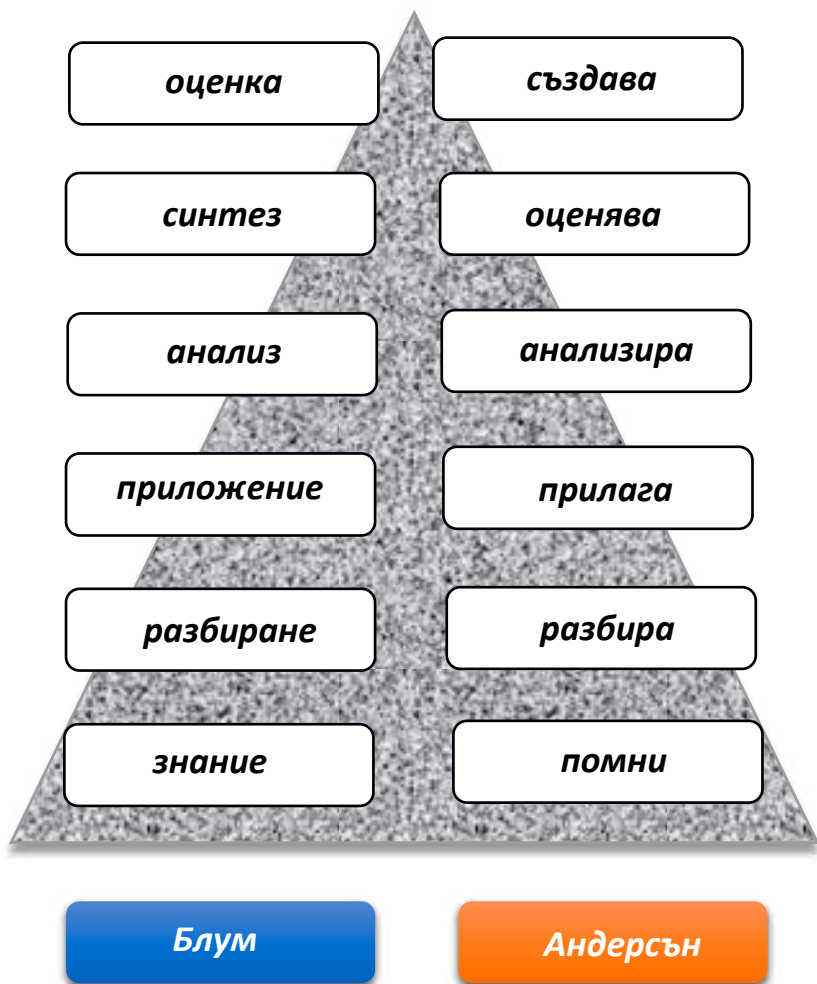 оценка
създава
синтез
оценява
анализ
анализира
приложение
прилага
разбиране
разбира
знание
помни
Блум
Андерсън